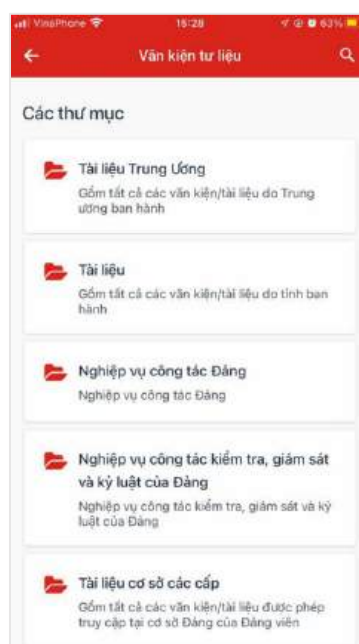 VinaPhone 15:28 63%
Văn kiện tư liệu
Các thư mục
Tài liệu Trung Ương
Gồm tất cả các văn kiện/tài liệu do Trung
ương ban hành
Tài liệu
Gồm tất cả các văn kiện/tài liệu do tỉnh ban
hành
Nghiệp vụ công tác Đảng
Nghiệp vụ công tác Đảng
Nghiệp vụ công tác kiểm tra, giám sát
và kỷ luật của Đảng
Nghiệp vụ công tác kiểm tra, giám sát và kỷ
luật của Đảng
Tài liệu cơ sở các cấp
Gồm tất cả các văn kiện/tài liệu được phép
truy cập tại cơ sở Đảng của Đảng viên